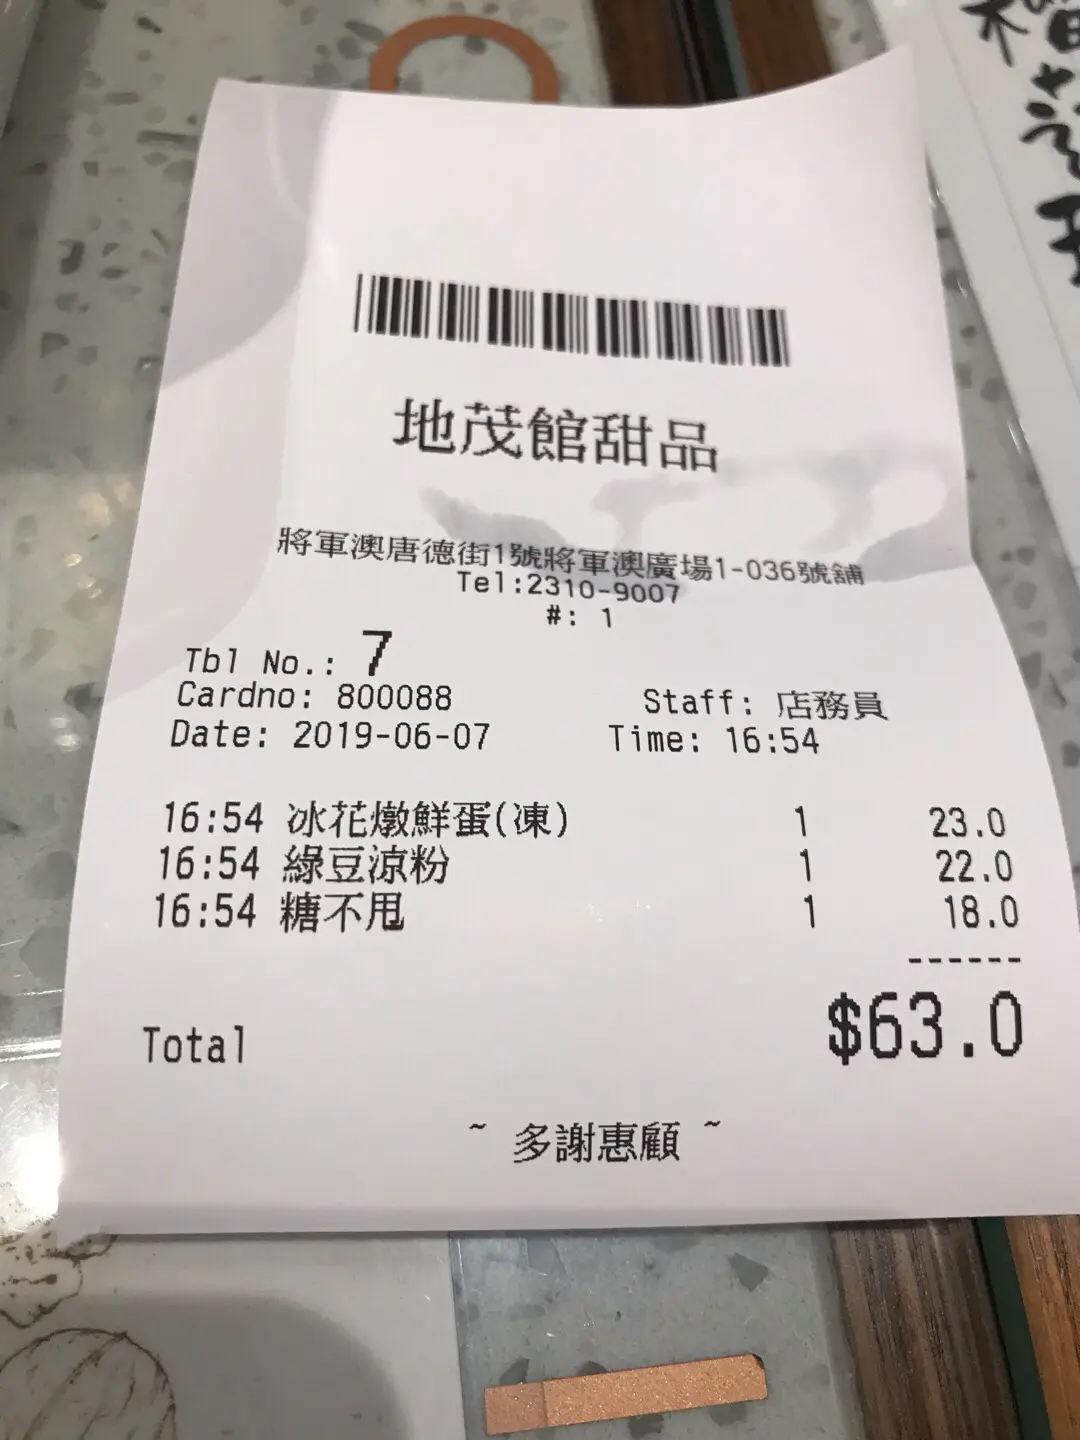 地茂館甜品
將軍澳唐德街1號將軍澳廣場1-036號舖
Tel:2310-9007
#: 1
Tbl No.: 7
Cardno: 800088 Staff: 店務員
Date: 2019-06-07 Time: 16:54
16:54 冰花燉鮮蛋(凍) 1 23.0
16:54 綠豆涼粉 1 22.0
16:54 糖不甩 1 18.0
------
Total $63.0
~ 多謝惠顧 ~